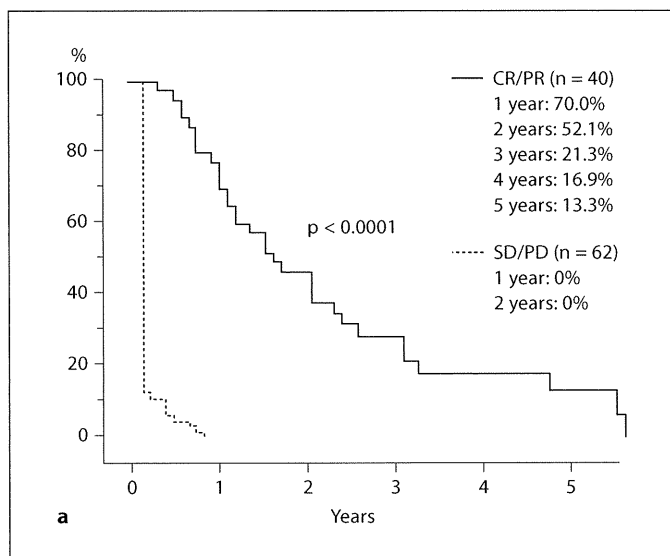 %
100
80
60
40
20
0
CR/PR (n = 40)
1 year: 70.0%
2 years: 52.1%
3 years: 21.3%
4 years: 16.9%
5 years: 13.3%
p < 0.0001
SD/PD (n = 62)
1 year: 0%
2 years: 0%
0 1 2 3 4 5
a Years